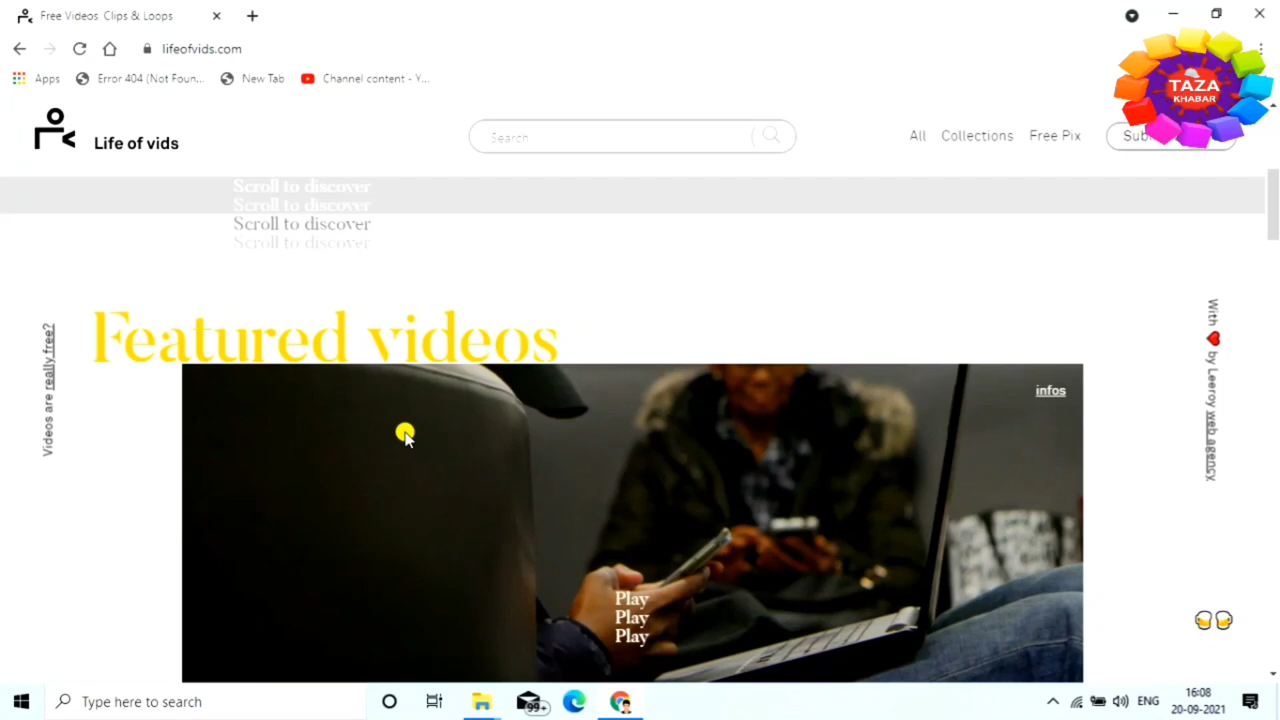 Free Videos Clips & Loops
lifeofvids.com
Apps
Error 404 (Not Foun...
New Tab
Channel content - Y...
TAZA
KHABAR
Life of vids
Search
All
Collections
Free Pix
Sub
Scroll to discover
Scroll to discover
Scroll to discover
Scroll to discover
Featured videos
Videos are really free?
With ❤ by Leeroy web agency
infos
Play
Play
Play
Type here to search
99+
ENG
16:08
20-09-2021